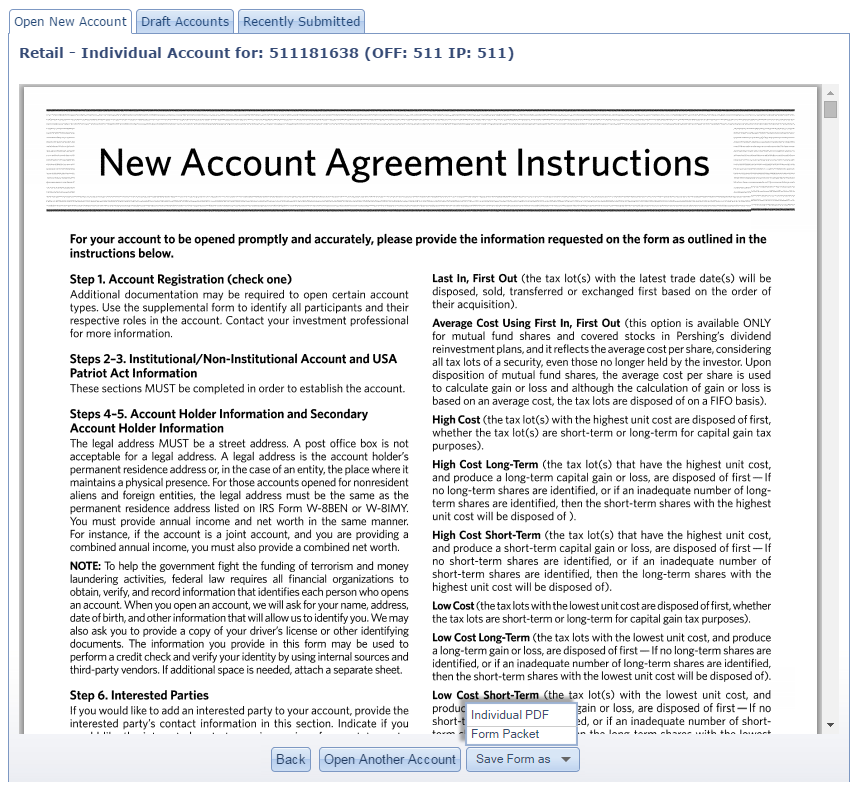 Open New Account
Draft Accounts
Recently Submitted
Retail - Individual Account for: 511181638 (OFF: 511 IP: 511)
New Account Agreement Instructions
For your account to be opened promptly and accurately, please provide the information requested on the form as outlined in the
instructions below.
Step 1. Account Registration (check one)
Additional documentation may be required to open certain account
types. Use the supplemental form to identify all participants and their
respective roles in the account. Contact your investment professional
for more information.
Steps 2–3. Institutional/Non-Institutional Account and USA
Patriot Act Information
These sections MUST be completed in order to establish the account.
Steps 4–5. Account Holder Information and Secondary
Account Holder Information
The legal address MUST be a street address. A post office box is not
acceptable for a legal address. A legal address is the account holder's
permanent residence address or, in the case of an entity, the place where it
maintains a physical presence. For those accounts opened for nonresident
aliens and foreign entities, the legal address must be the same as the
permanent residence address listed on IRS Form W-8BEN or W-8IMY.
You must provide annual income and net worth in the same manner.
For instance, if the account is a joint account, and you are providing a
combined annual income, you must also provide a combined net worth.
NOTE: To help the government fight the funding of terrorism and money
laundering activities, federal law requires all financial organizations to
obtain, verify, and record information that identifies each person who opens
an account. When you open an account, we will ask for your name, address,
date of birth, and other information that will allow us to identify you. We may
also ask you to provide a copy of your driver's license or other identifying
documents. The information you provide in this form may be used to
perform a credit check and verify your identity by using internal sources and
third-party vendors. If additional space is needed, attach a separate sheet.
Step 6. Interested Parties
If you would like to add an interested party to your account, provide the
interested party's contact information in this section. Indicate if you
Last In, First Out (the tax lot(s) with the latest trade date(s) will be
disposed, sold, transferred or exchanged first based on the order of
their acquisition).
Average Cost Using First In, First Out (this option is available ONLY
for mutual fund shares and covered stocks in Pershing's dividend
reinvestment plans, and it reflects the average cost per share, considering
all tax lots of a security, even those no longer held by the investor. Upon
disposition of mutual fund shares, the average cost per share is used
to calculate gain or loss and although the calculation of gain or loss is
based on an average cost, the tax lots are disposed of on a FIFO basis).
High Cost (the tax lot(s) with the highest unit cost are disposed of first,
whether the tax lot(s) are short-term or long-term for capital gain tax
purposes).
High Cost Long-Term (the tax lot(s) that have the highest unit cost,
and produce a long-term capital gain or loss, are disposed of first—If
no long-term shares are identified, or if an inadequate number of long-
term shares are identified, then the short-term shares with the highest
unit cost will be disposed of ).
High Cost Short-Term (the tax lot(s) that have the highest unit cost,
and produce a short-term capital gain or loss, are disposed of first—If
no short-term shares are identified, or if an inadequate number of
short-term shares are identified, then the long-term shares with the
highest unit cost will be disposed of).
Low Cost (the tax lots with the lowest unit cost are disposed of first, whether
the tax lots are short-term or long-term for capital gain tax purposes).
Low Cost Long-Term (the tax lots with the lowest unit cost, and produce
a long-term gain or loss, are disposed of first—If no long-term shares are
identified, or if an inadequate number of long-term shares are identified,
then the short-term shares with the lowest unit cost will be disposed of).
Low Cost Short-Term (the tax lot(s) with the lowest unit cost, and
gain or loss, are disposed of first—If no
short- or if an inadequate number of short-
the long-term shares with the lowest
Individual PDF
Form Packet
Back
Open Another Account
Save Form as